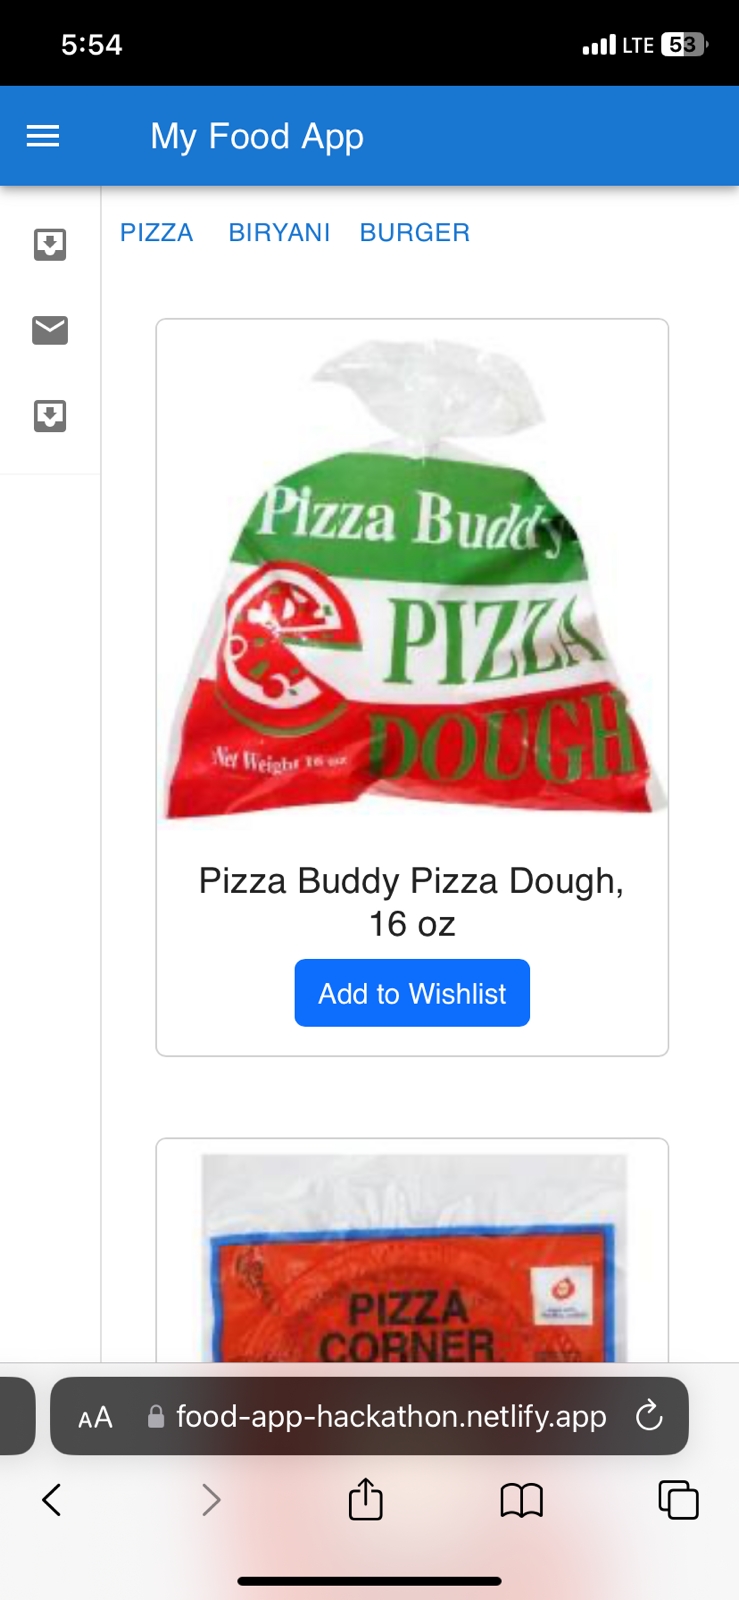 5:54
LTE 53
My Food App
PIZZA BIRYANI BURGER
Pizza Buddy
PIZZA
DOUGH
Net Weight 16 oz
Pizza Buddy Pizza Dough,
16 oz
Add to Wishlist
PIZZA
CORNER
AA food-app-hackathon.netlify.app